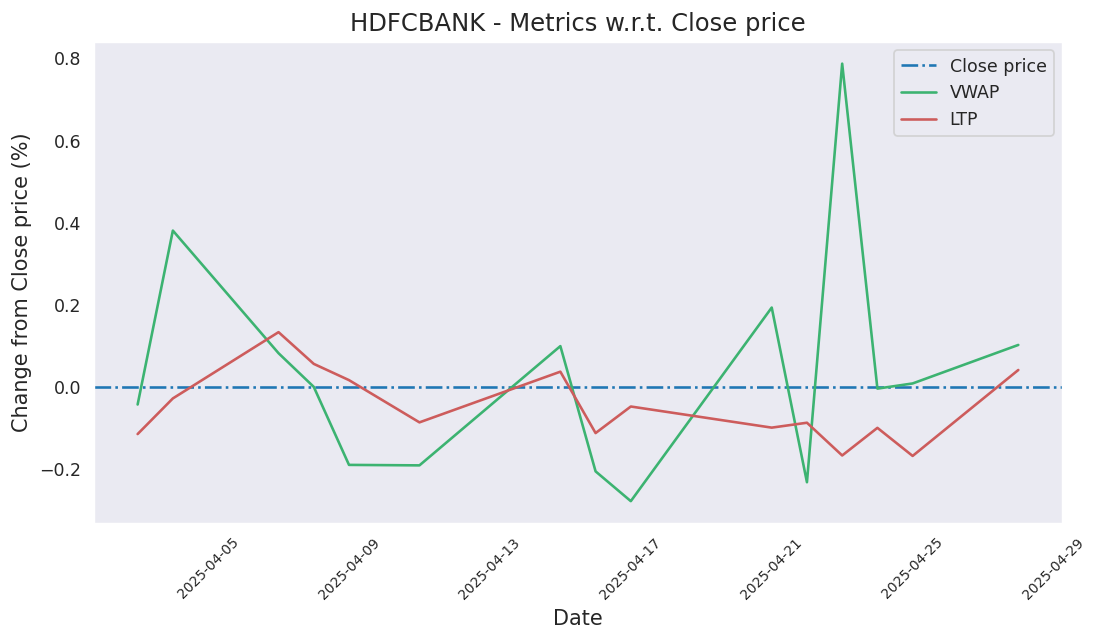 HDFCBANK - Metrics w.r.t. Close price
Close price
VWAP
LTP
Change from Close price (%)
0.8
0.6
0.4
0.2
0.0
−0.2
2025-04-05
2025-04-09
2025-04-13
2025-04-17
2025-04-21
2025-04-25
2025-04-29
Date